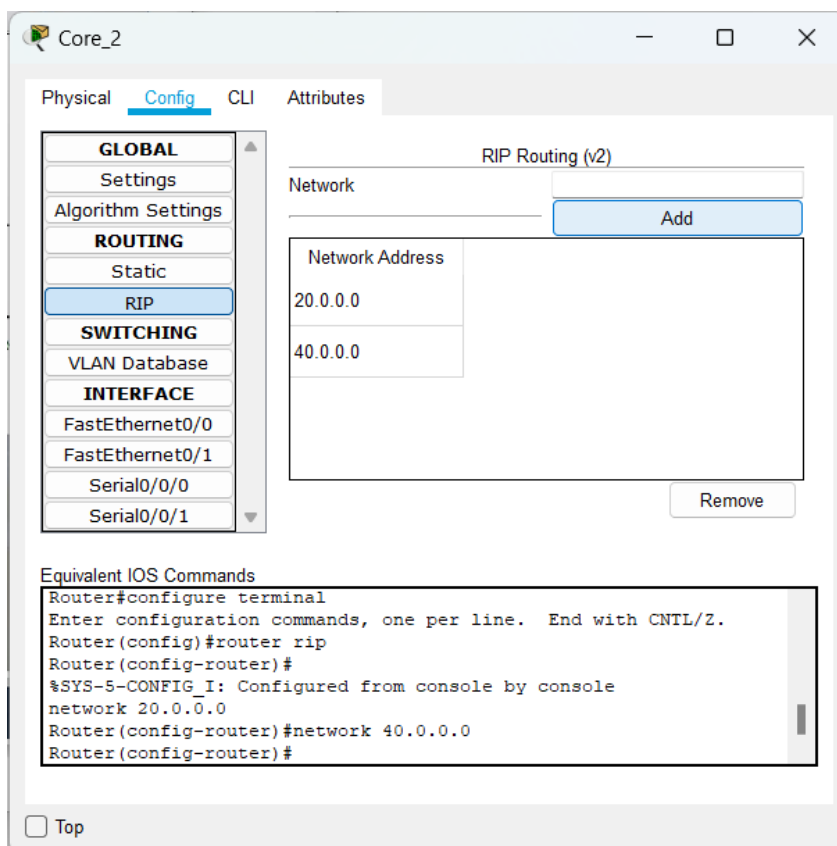 Core_2
Physical Config CLI Attributes
GLOBAL
Settings
Algorithm Settings
ROUTING
Static
RIP
SWITCHING
VLAN Database
INTERFACE
FastEthernet0/0
FastEthernet0/1
Serial0/0/0
Serial0/0/1
RIP Routing (v2)
Network
Add
Network Address
20.0.0.0
40.0.0.0
Remove
Equivalent IOS Commands
Router#configure terminal
Enter configuration commands, one per line.  End with CNTL/Z.
Router(config)#router rip
Router(config-router)#
%SYS-5-CONFIG_I: Configured from console by console
network 20.0.0.0
Router(config-router)#network 40.0.0.0
Router(config-router)#
Top